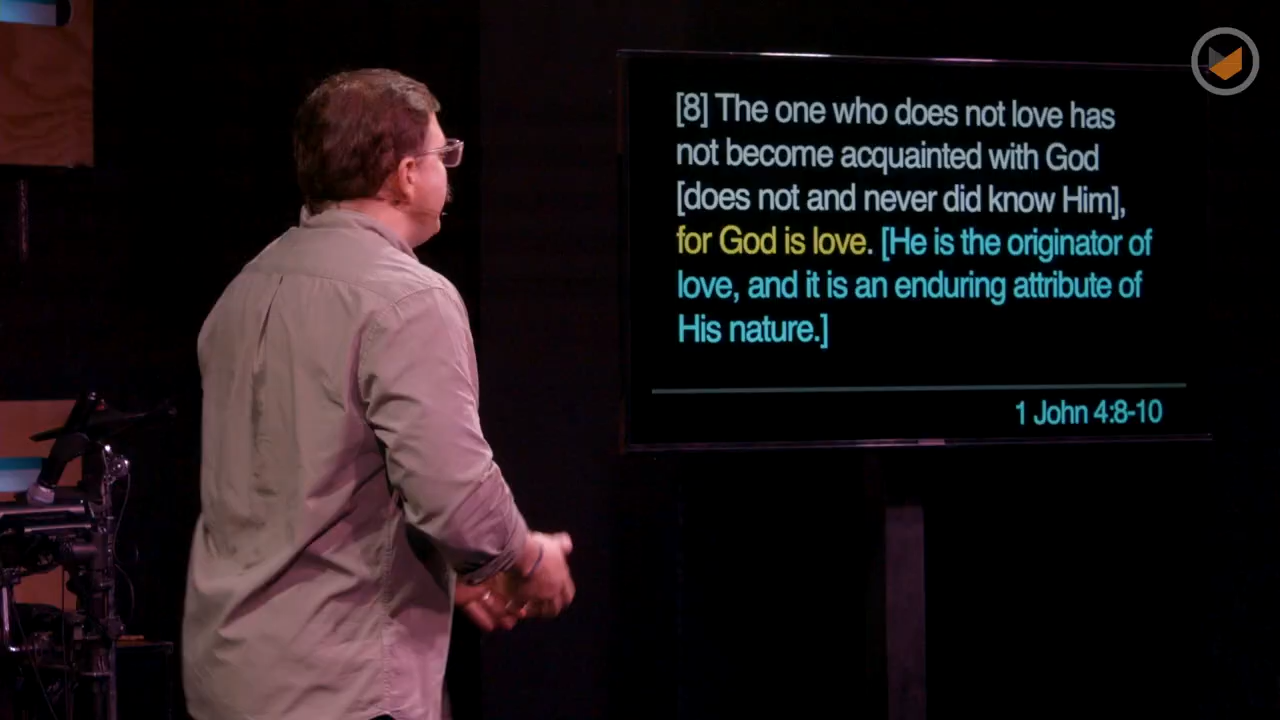 [8] The one who does not love has
not become acquainted with God
[does not and never did know Him],
for God is love. [He is the originator of
love, and it is an enduring attribute of
His nature.]
1 John 4:8-10